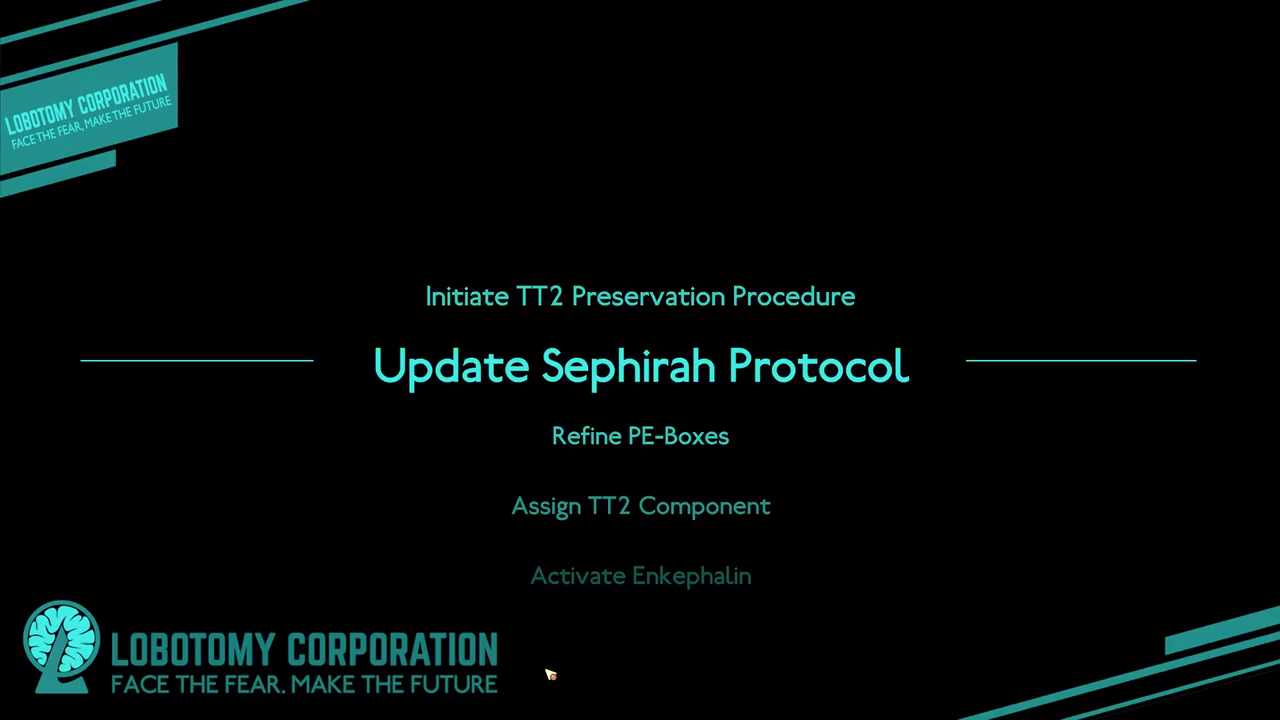 LOBOTOMY CORPORATION
FACE THE FEAR, MAKE THE FUTURE
Initiate TT2 Preservation Procedure
Update Sephirah Protocol
Refine PE-Boxes
Assign TT2 Component
Activate Enkephalin
LOBOTOMY CORPORATION
FACE THE FEAR. MAKE THE FUTURE